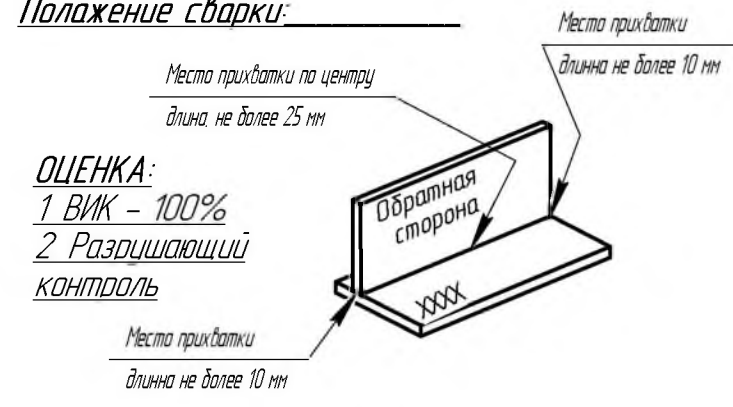 Положение сварки:
Место прихватки
длинна не более 10 мм
Место прихватки по центру
длина, не более 25 мм
ОЦЕНКА:
1 ВИК – 100%
2 Разрушающий
контроль
Обратная
сторона
XXXX
Место прихватки
длинна не более 10 мм